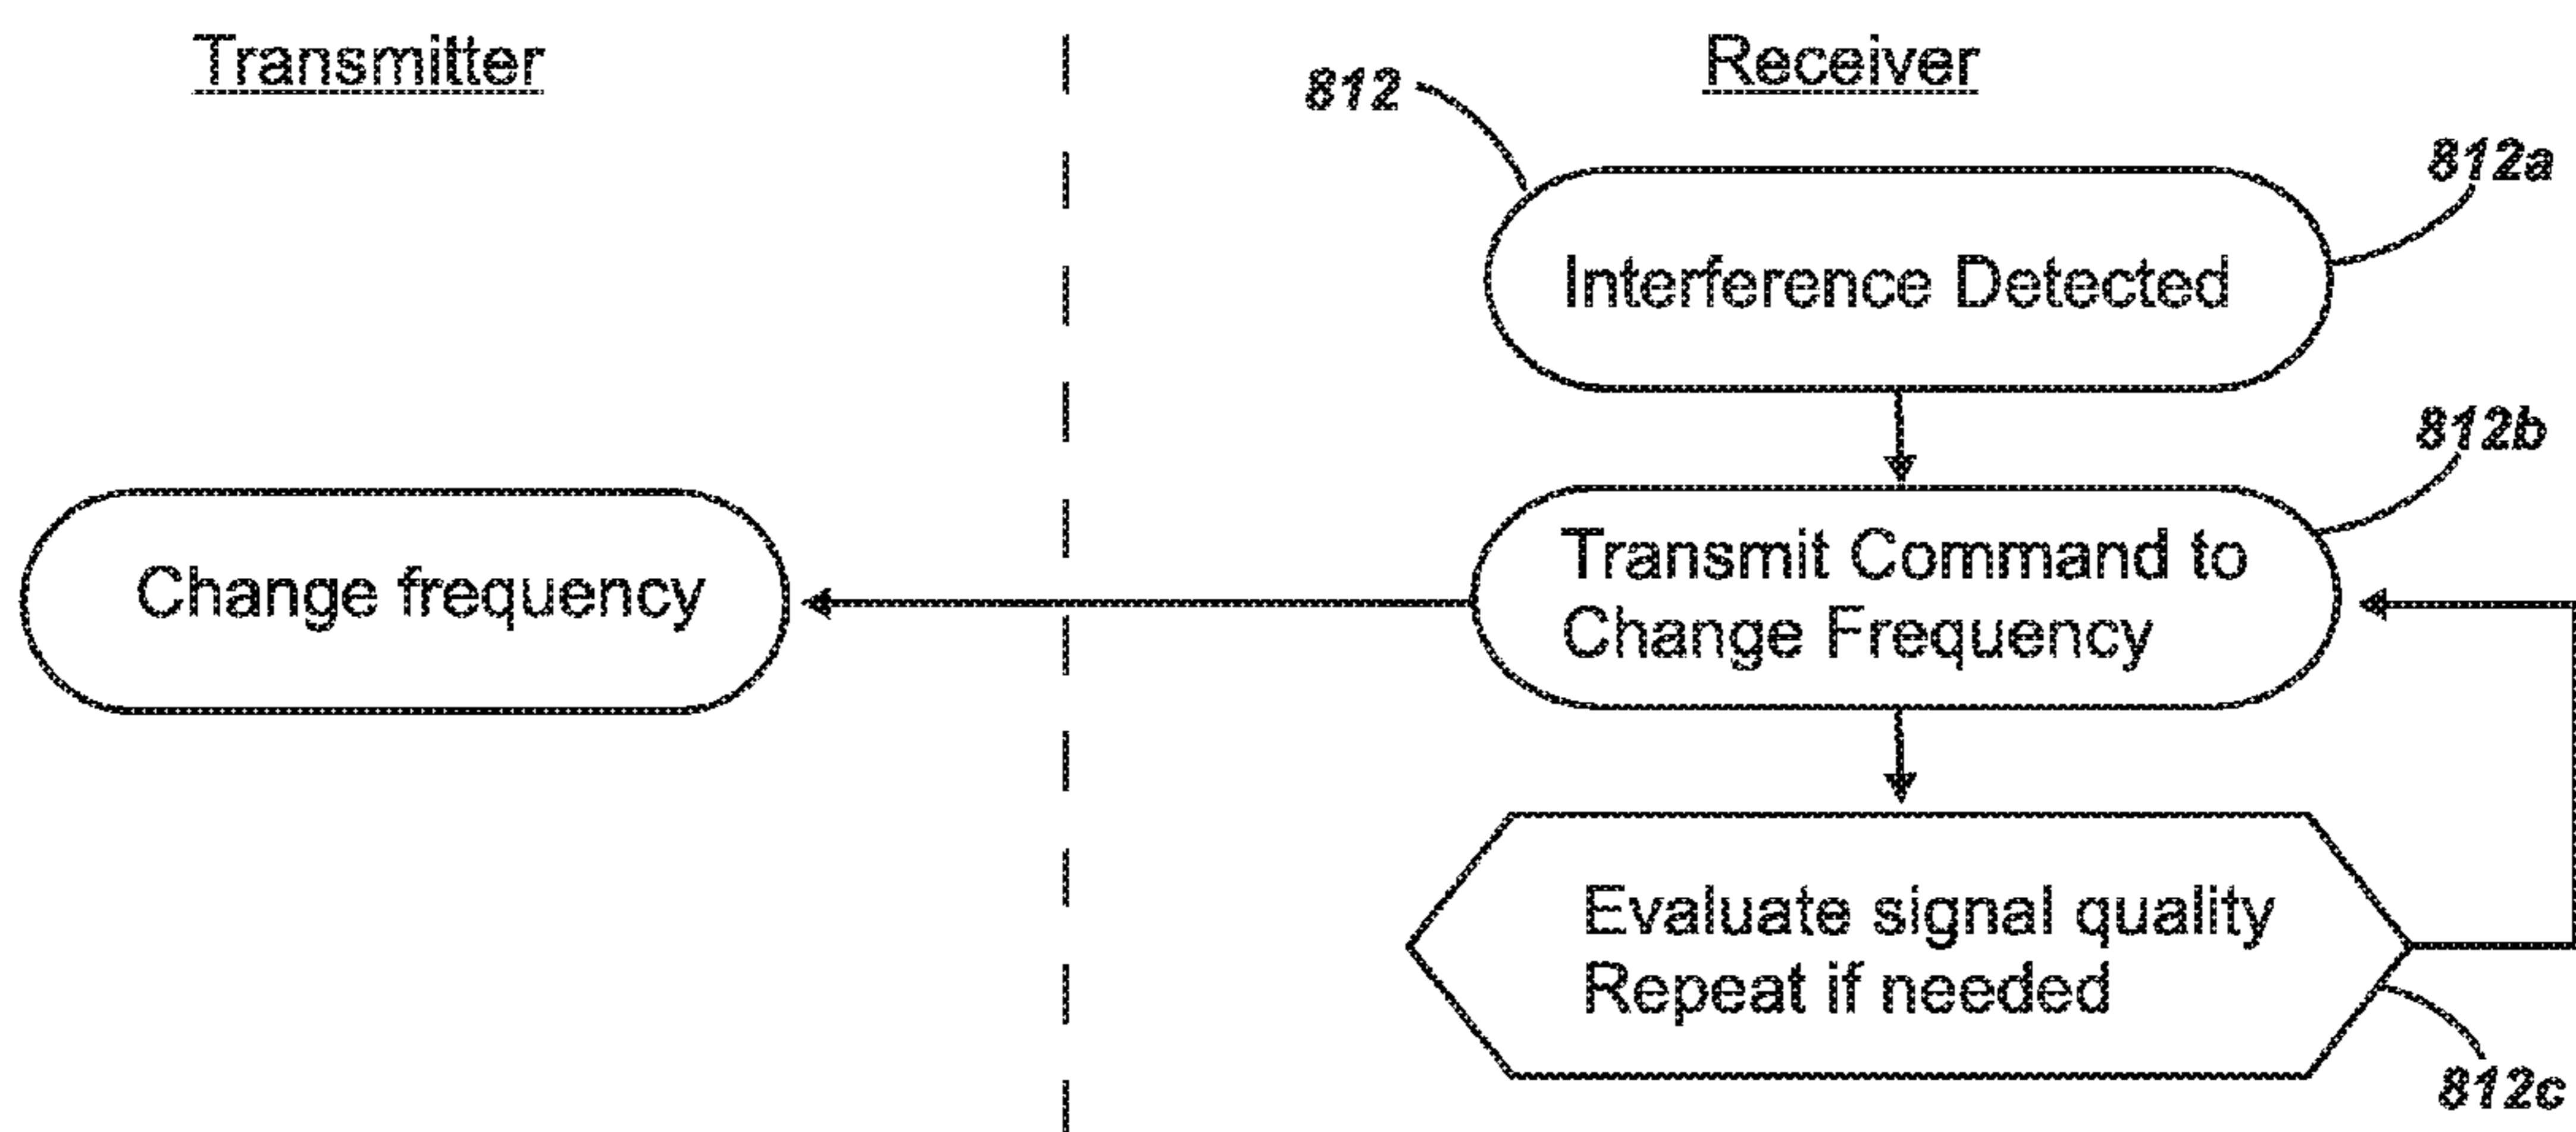 Transmitter
Receiver
812
812a
Interference Detected
812b
Change frequency
Transmit Command to
Change Frequency
Evaluate signal quality
Repeat if needed
812c